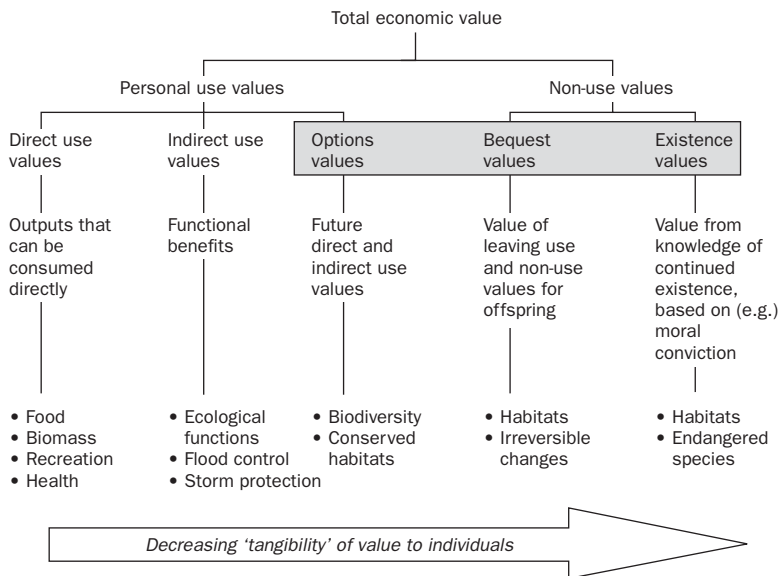 Total economic value
Personal use values
Non-use values
Direct use
values
Indirect use
values
Options
values
Bequest
values
Existence
values
Outputs that
can be
consumed
directly
Functional
benefits
Future
direct and
indirect use
values
Value of
leaving use
and non-use
values for
offspring
Value from
knowledge of
continued
existence,
based on (e.g.)
moral
conviction
• Food
• Biomass
• Recreation
• Health
• Ecological
functions
• Flood control
• Storm protection
• Biodiversity
• Conserved
habitats
• Habitats
• Irreversible
changes
• Habitats
• Endangered
species
Decreasing ‘tangibility’ of value to individuals